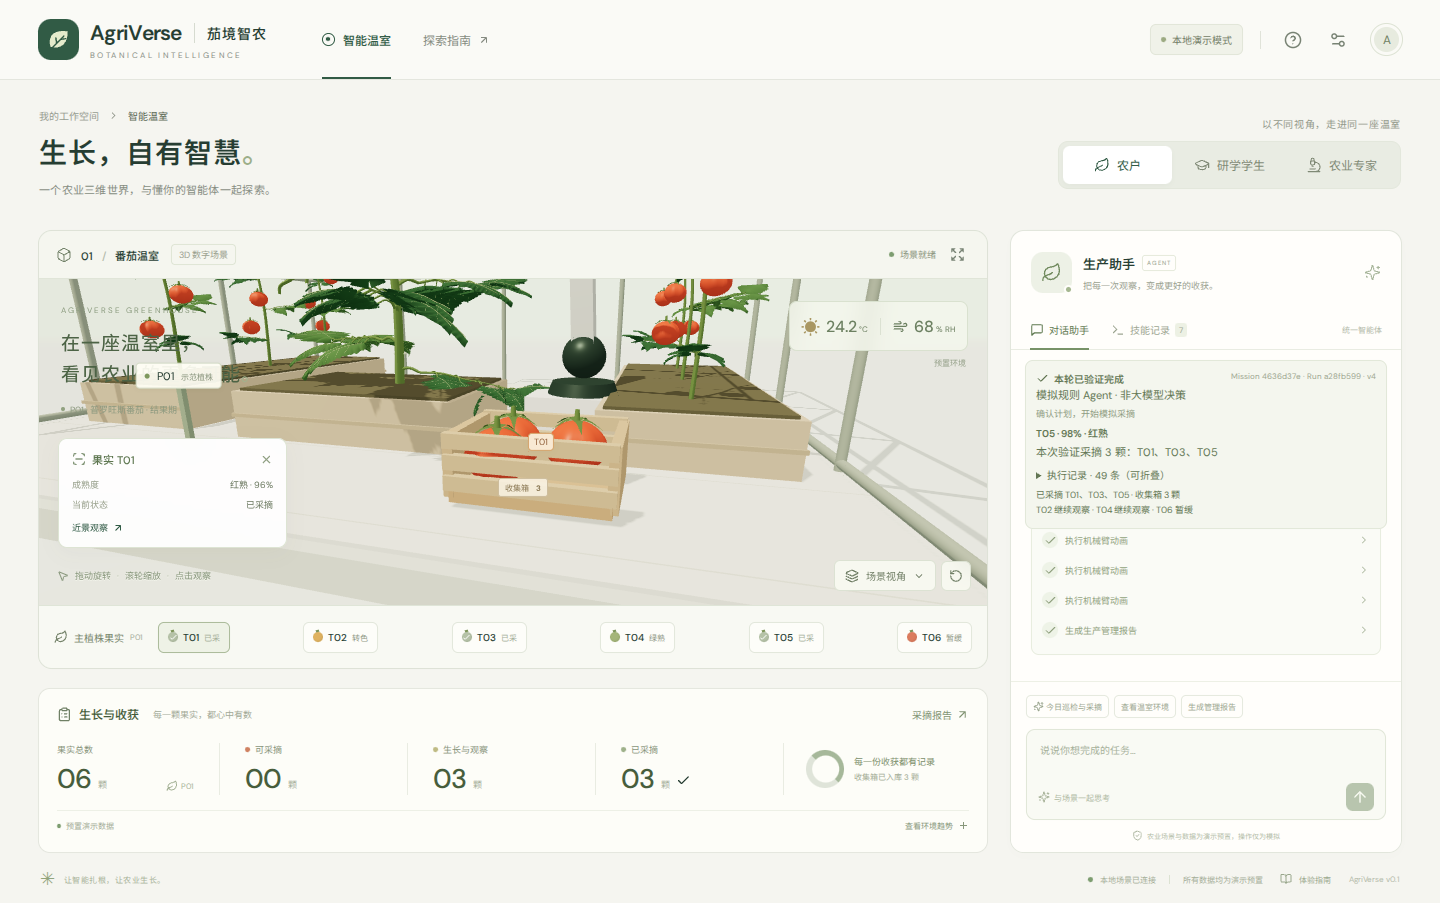 AgriVerse
茄境智农
BOTANICAL INTELLIGENCE
智能温室
探索指南
本地演示模式
A
我的工作空间 > 智能温室
生长，自有智慧。
一个农业三维世界，与懂你的智能体一起探索。
以不同视角，走进同一座温室
农户
研学学生
农业专家
01 / 番茄温室
3D 数字场景
场景就绪
AGRIVERSE GREENHOUSE
在一座温室里，
看见农业
P01 示范植株
能
24.2°C
68% RH
预置环境
T01
收集箱 3
果实 T01
成熟度 红熟 · 96%
当前状态 已采摘
近景观察
拖动旋转 滚轮缩放 点击观察
场景视角
主植株果实 P01
T01 已采
T02 转色
T03 已采
T04 绿熟
T05 已采
T06 暂缓
生产助手
AGENT
把每一次观察，变成更好的收获。
对话助手
技能记录 7
统一智能体
本轮已验证完成
Mission 4636d37e · Run a28fb599 · v4
模拟规则 Agent · 非大模型决策
确认计划，开始模拟采摘
T05 · 98% · 红熟
本次验证采摘 3 颗：T01、T03、T05
执行记录 · 49 条（可折叠）
已采摘 T01、T03、T05 · 收集箱 3 颗
T02 继续观察 · T04 继续观察 · T06 暂缓
执行机械臂动画
执行机械臂动画
执行机械臂动画
生成生产管理报告
今日巡检与采摘
查看温室环境
生成管理报告
说说你想完成的任务…
与场景一起思考
农业场景与数据为演示预置，操作仅为模拟
生长与收获
每一颗果实，都心中有数
采摘报告
果实总数
06 颗
P01
可采摘
00 颗
生长与观察
03 颗
已采摘
03 颗
每一份收获都有记录
收集箱已入库 3 颗
预置演示数据
查看环境趋势
让智能扎根，让农业生长。
本地场景已连接
所有数据均为演示预置
体验指南
AgriVerse v0.1